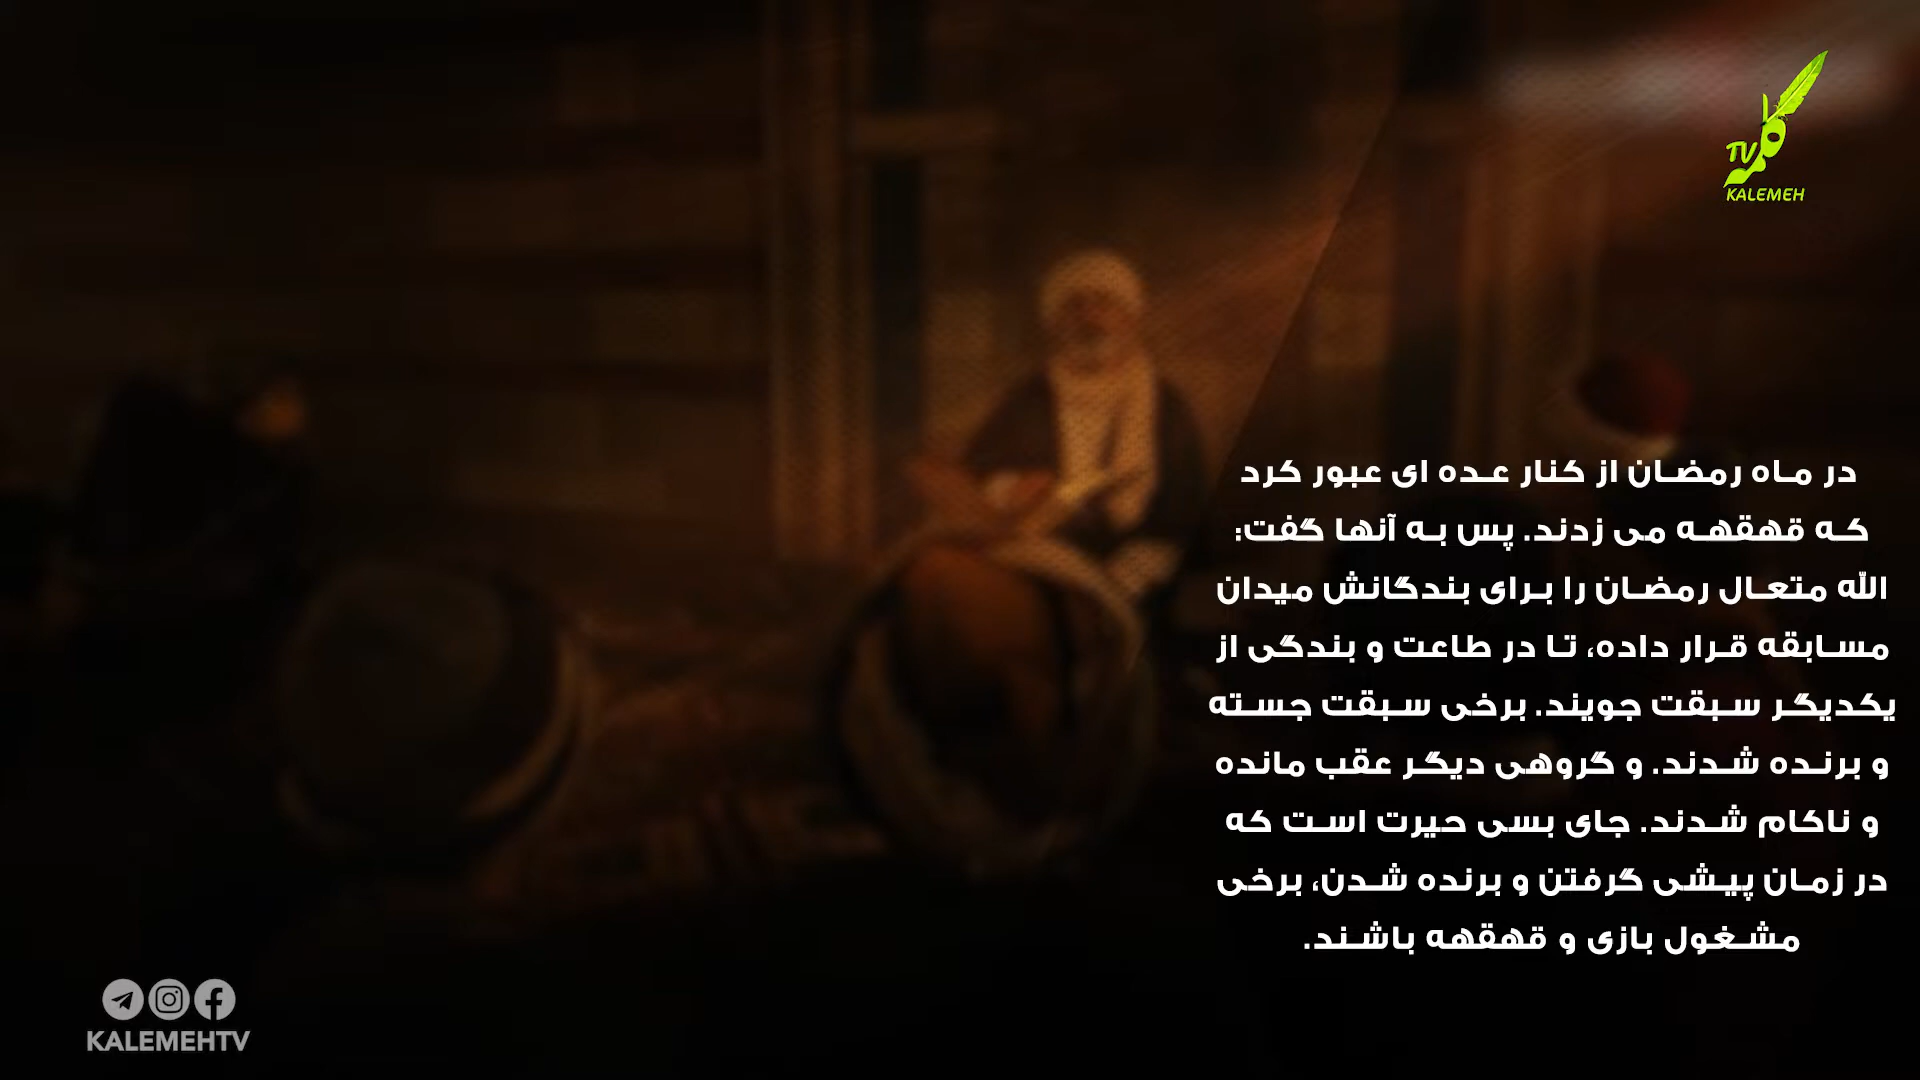 TV
KALEMEH
در ماه رمضان از کنار عده ای عبور کرد
که قهقهه می زدند. پس به آنها گفت:
الله متعال رمضان را برای بندگانش میدان
مسابقه قرار داده، تا در طاعت و بندگی از
یکدیگر سبقت جویند. برخی سبقت جسته
و برنده شدند. و گروهی دیگر عقب مانده
و ناکام شدند. جای بسی حیرت است که
در زمان پیشی گرفتن و برنده شدن، برخی
مشغول بازی و قهقهه باشند.
KALEMEHTV